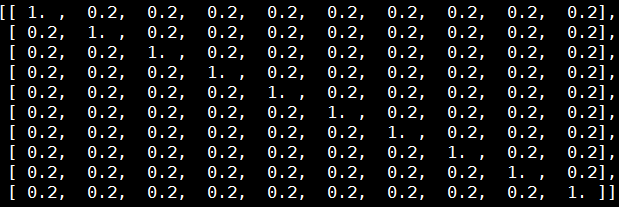 [[ 1. ,  0.2,  0.2,  0.2,  0.2,  0.2,  0.2,  0.2,  0.2,  0.2],
 [ 0.2,  1. ,  0.2,  0.2,  0.2,  0.2,  0.2,  0.2,  0.2,  0.2],
 [ 0.2,  0.2,  1. ,  0.2,  0.2,  0.2,  0.2,  0.2,  0.2,  0.2],
 [ 0.2,  0.2,  0.2,  1. ,  0.2,  0.2,  0.2,  0.2,  0.2,  0.2],
 [ 0.2,  0.2,  0.2,  0.2,  1. ,  0.2,  0.2,  0.2,  0.2,  0.2],
 [ 0.2,  0.2,  0.2,  0.2,  0.2,  1. ,  0.2,  0.2,  0.2,  0.2],
 [ 0.2,  0.2,  0.2,  0.2,  0.2,  0.2,  1. ,  0.2,  0.2,  0.2],
 [ 0.2,  0.2,  0.2,  0.2,  0.2,  0.2,  0.2,  1. ,  0.2,  0.2],
 [ 0.2,  0.2,  0.2,  0.2,  0.2,  0.2,  0.2,  0.2,  1. ,  0.2],
 [ 0.2,  0.2,  0.2,  0.2,  0.2,  0.2,  0.2,  0.2,  0.2,  1. ]]